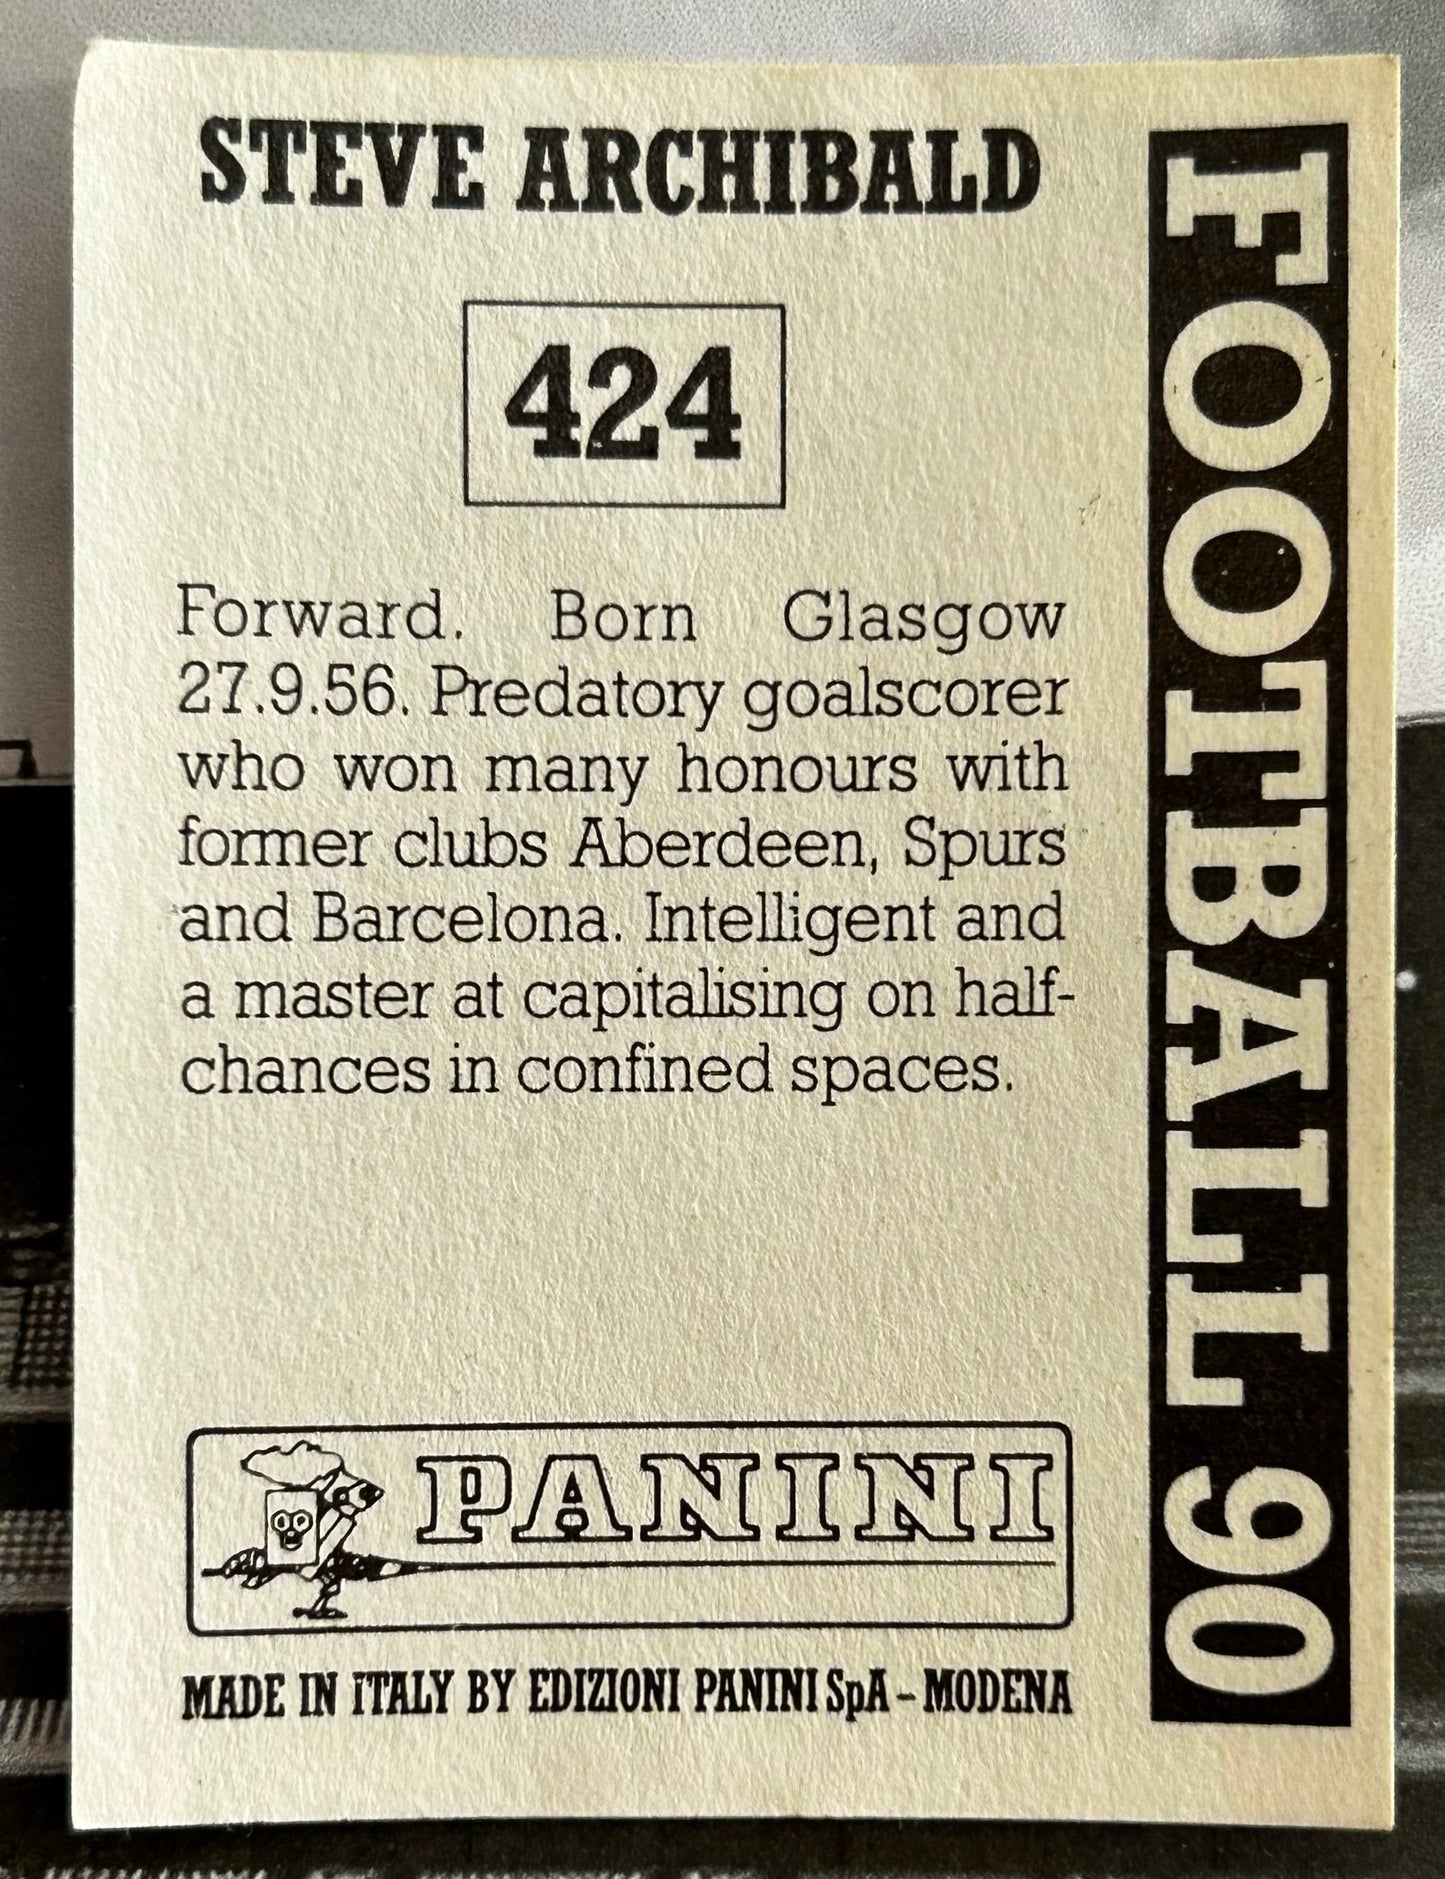 STEVE ARCHIBALD
424
Forward. Born Glasgow
27.9.56. Predatory goalscorer
who won many honours with
former clubs Aberdeen, Spurs
and Barcelona. Intelligent and
a master at capitalising on half-
chances in confined spaces.
PANINI
MADE IN ITALY BY EDIZIONI PANINI SpA - MODENA
FOOTBALL 90